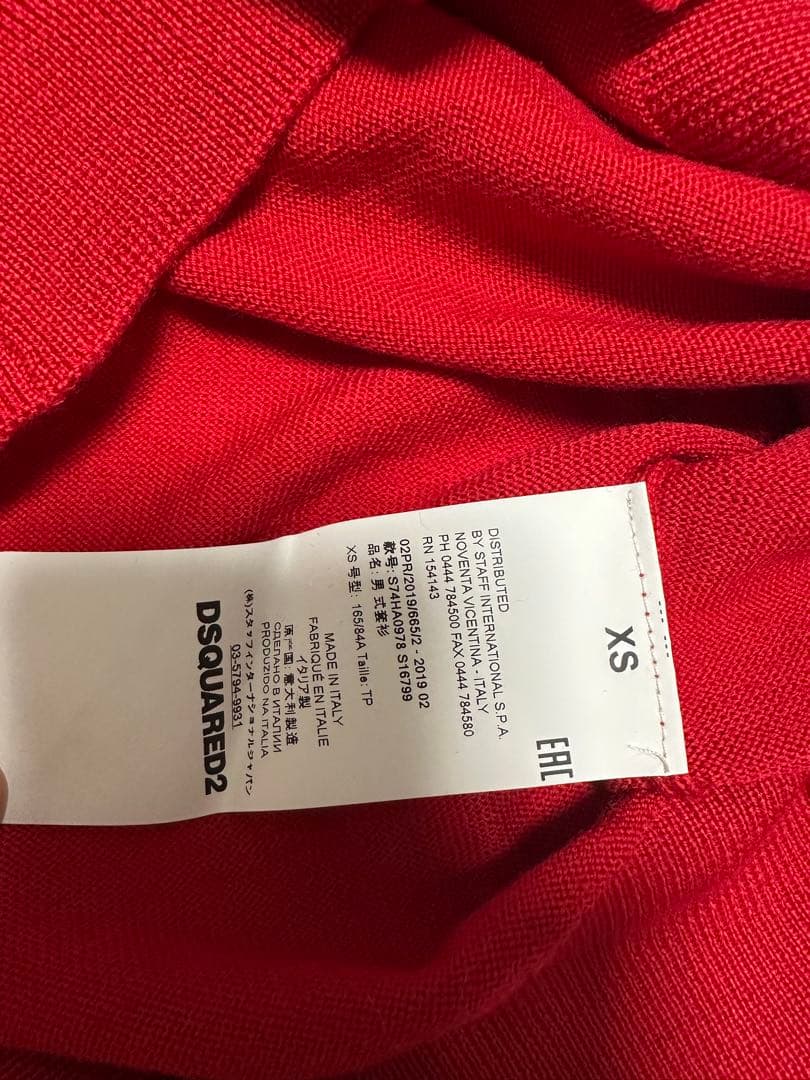 XS
EAC
DISTRIBUTED
BY STAFF INTERNATIONAL S.P.A.
NOVENTA VICENTINA - ITALY
PH 0444 784500 FAX 0444 784580
RN 154143
02PR/2019/665/2 - 2019 02
款号: S74HA0978 S16799
品名: 男 式套衫
XS 号型: 165/84A Taille: TP
MADE IN ITALY
FABRIQUÉ EN ITALIE
イタリア製
原产国: 意大利製造
СДЕЛАНО В ИТАЛИИ
PRODUZIDO NA ITALIA
(株)スタッフインターナショナルジャパン
03-5794-9931
DSQUARED2